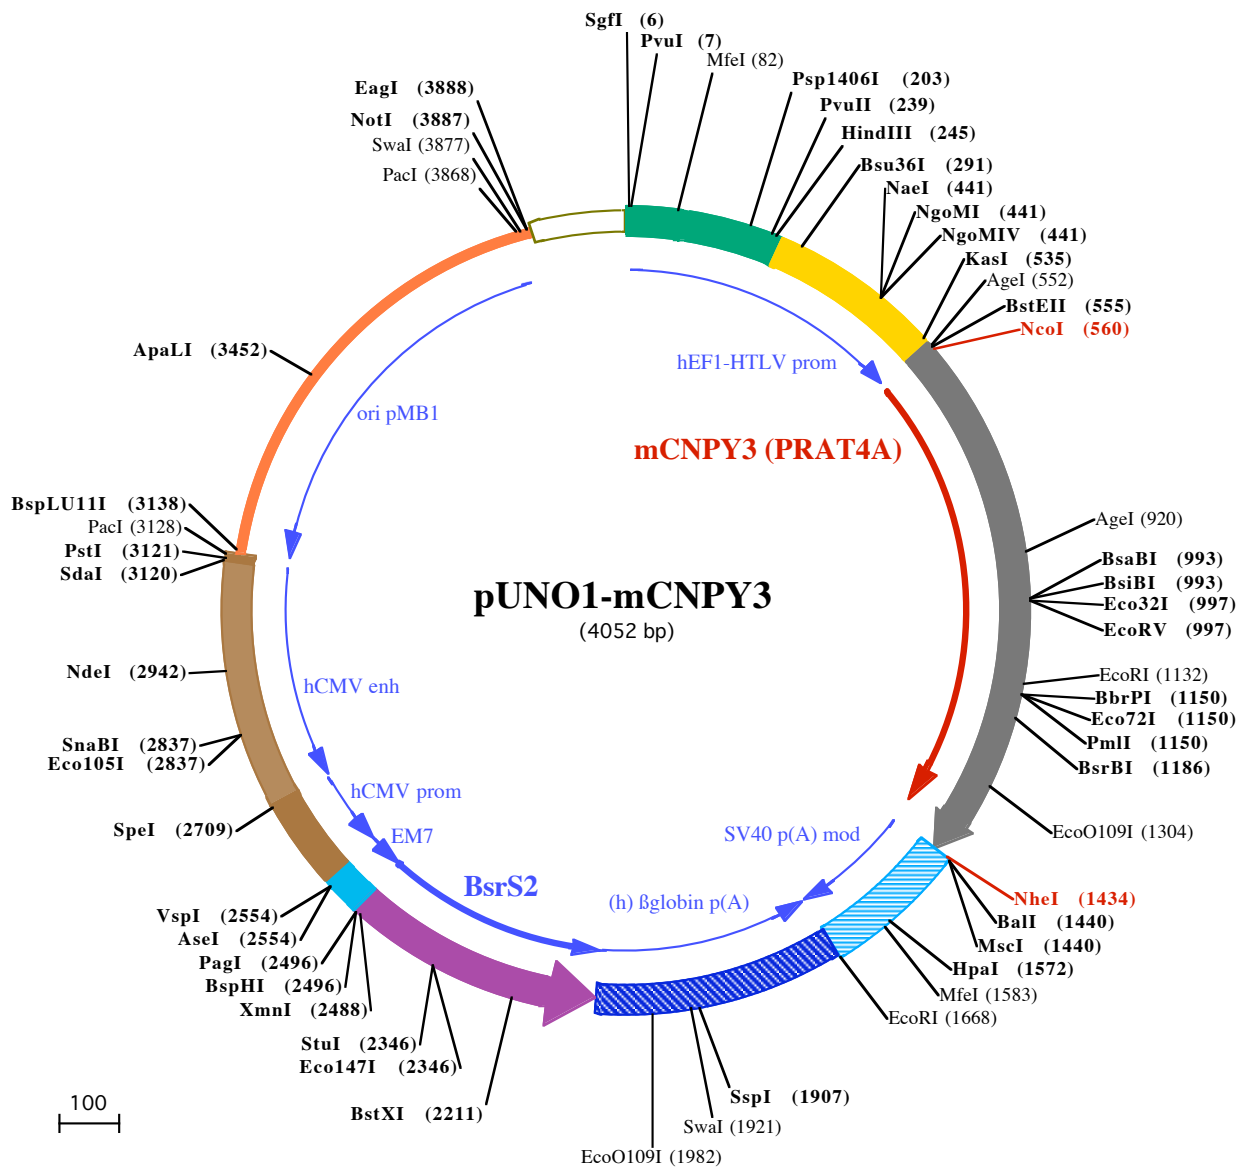 SgfI (6)
PvuI (7)
MfeI (82)
Psp1406I (203)
PvuII (239)
HindIII (245)
Bsu36I (291)
NaeI (441)
NgoMI (441)
NgoMIV (441)
KasI (535)
AgeI (552)
BstEII (555)
NcoI (560)
EagI (3888)
NotI (3887)
SwaI (3877)
PacI (3868)
ApaLI (3452)
hEF1-HTLV prom
ori pMB1
mCNPY3 (PRAT4A)
AgeI (920)
BsaBI (993)
BsiBI (993)
Eco32I (997)
EcoRV (997)
EcoRI (1132)
BbrPI (1150)
Eco72I (1150)
PmlI (1150)
BsrBI (1186)
EcoO109I (1304)
BspLU11I (3138)
PacI (3128)
PstI (3121)
SdaI (3120)
pUNO1-mCNPY3
(4052 bp)
NdeI (2942)
hCMV enh
SnaBI (2837)
Eco105I (2837)
hCMV prom
SpeI (2709)
EM7
SV40 p(A) mod
BsrS2
(h) ßglobin p(A)
NheI (1434)
BalI (1440)
MscI (1440)
HpaI (1572)
MfeI (1583)
EcoRI (1668)
VspI (2554)
AseI (2554)
PagI (2496)
BspHI (2496)
XmnI (2488)
StuI (2346)
Eco147I (2346)
BstXI (2211)
SspI (1907)
SwaI (1921)
EcoO109I (1982)
100